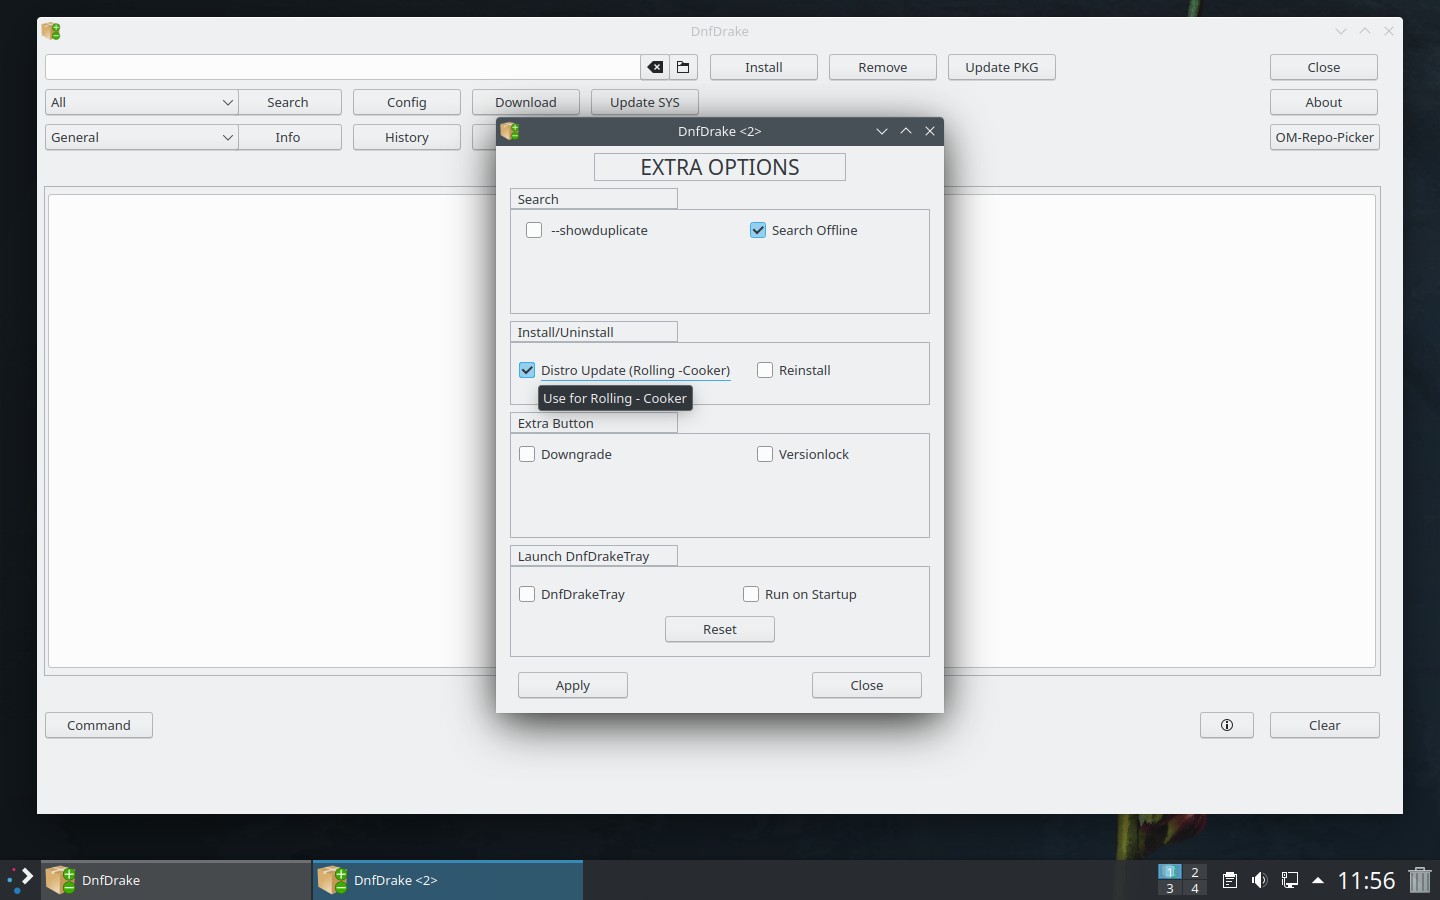 DnfDrake
Install
Remove
Update PKG
Close
All
Search
Config
Download
Update SYS
About
General
Info
History
OM-Repo-Picker
DnfDrake <2>
EXTRA OPTIONS
Search
--showduplicate
Search Offline
Install/Uninstall
Distro Update (Rolling -Cooker)
Reinstall
Use for Rolling - Cooker
Extra Button
Downgrade
Versionlock
Launch DnfDrakeTray
DnfDrakeTray
Run on Startup
Reset
Apply
Close
Command
Clear
DnfDrake
DnfDrake <2>
1 2
3 4
11:56